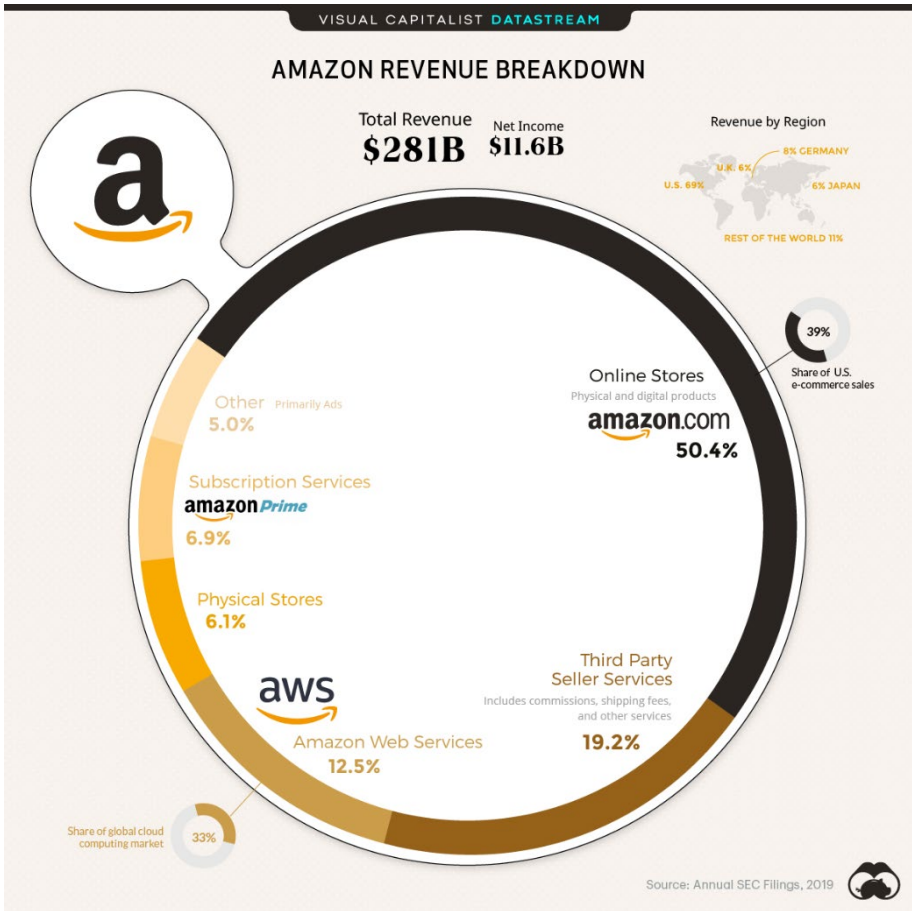 VISUAL CAPITALIST DATASTREAM
AMAZON REVENUE BREAKDOWN
Total Revenue
$281B
Net Income
$11.6B
Revenue by Region
8% GERMANY
U.K. 6%
U.S. 69%
6% JAPAN
REST OF THE WORLD 11%
a
39%
Share of U.S.
e-commerce sales
Online Stores
Physical and digital products
amazon.com
50.4%
Other Primarily Ads
5.0%
Subscription Services
amazon Prime
6.9%
Physical Stores
6.1%
aws
Amazon Web Services
12.5%
Third Party
Seller Services
Includes commissions, shipping fees,
and other services
19.2%
Share of global cloud
computing market
33%
Source: Annual SEC Filings, 2019